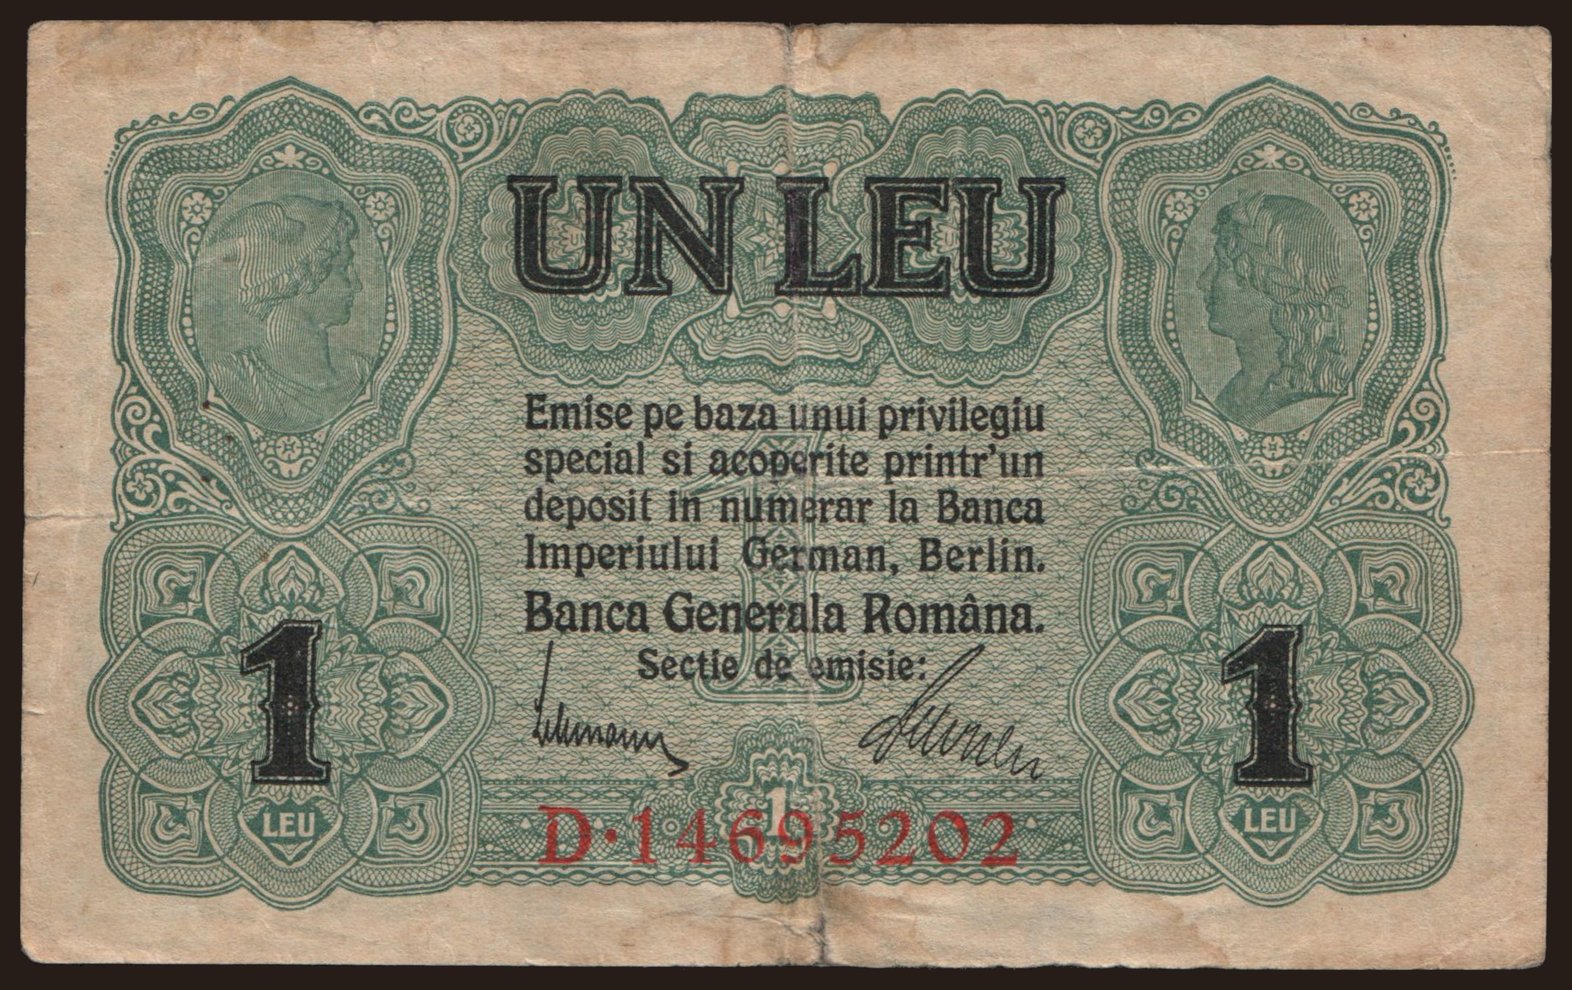 UN LEU
Emise pe baza unui privilegiu
special si acoperite printr'un
deposit in numerar la Banca
Imperiului German, Berlin.
Banca Generala Româna.
Sectie de emisie:
1
1
1
LEU
LEU
1
D·14695202